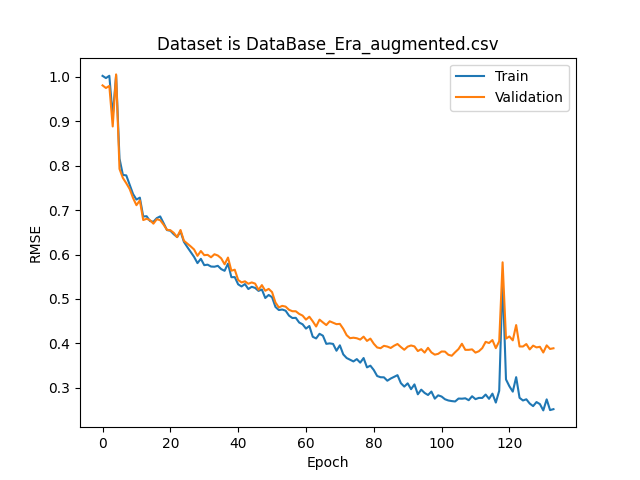 Dataset is DataBase_Era_augmented.csv
Train
Validation
RMSE
1.0
0.9
0.8
0.7
0.6
0.5
0.4
0.3
0 20 40 60 80 100 120
Epoch